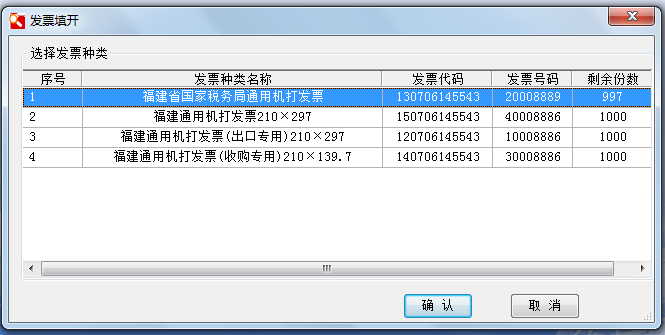 发票填开
选择发票种类
序号 发票种类名称 发票代码 发票号码 剩余份数
1 福建省国家税务局通用机打发票 130706145543 20008889 997
2 福建通用机打发票210×297 150706145543 40008886 1000
3 福建通用机打发票(出口专用)210×297 120706145543 10008886 1000
4 福建通用机打发票(收购专用)210×139.7 140706145543 30008886 1000
确 认 取 消